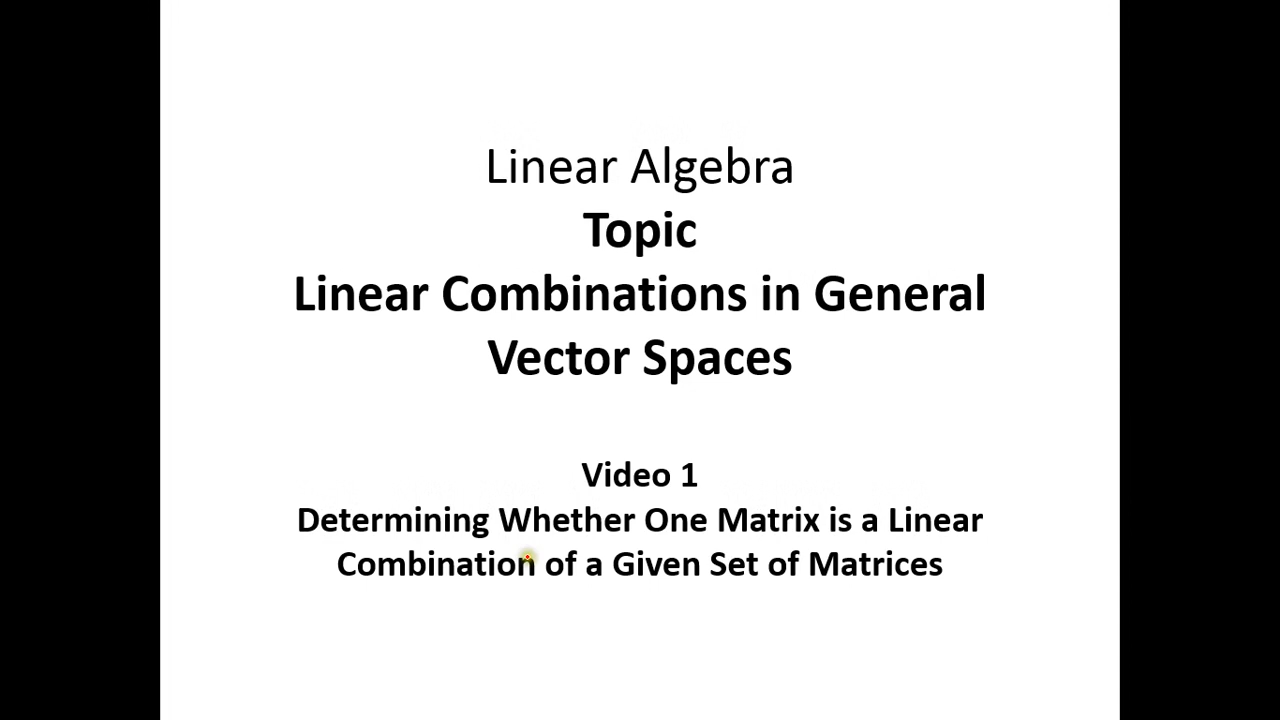 Linear Algebra
Topic
Linear Combinations in General
Vector Spaces
Video 1
Determining Whether One Matrix is a Linear
Combination of a Given Set of Matrices